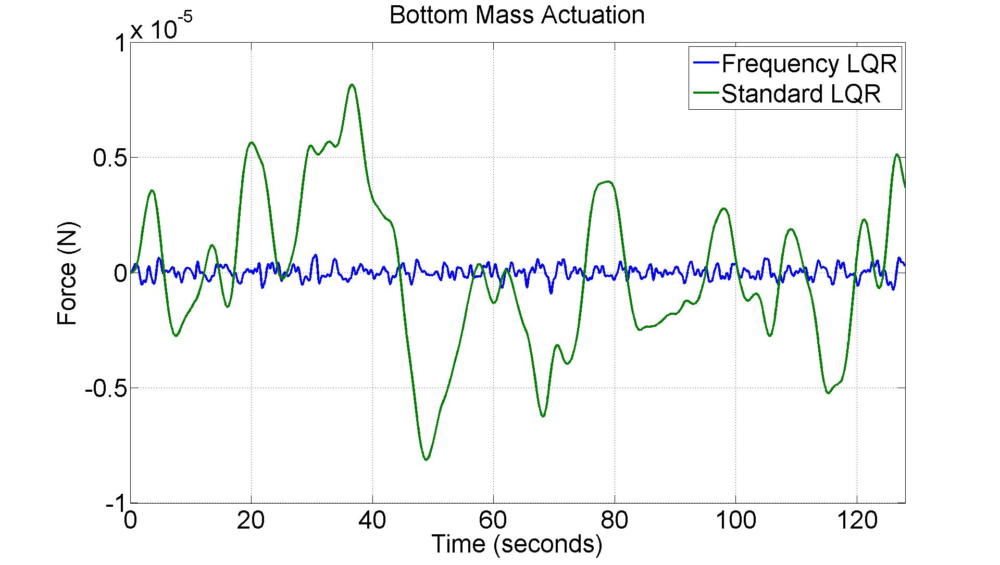 Bottom Mass Actuation
x 10^-5
1
0.5
0
-0.5
-1
Force (N)
Frequency LQR
Standard LQR
0 20 40 60 80 100 120
Time (seconds)